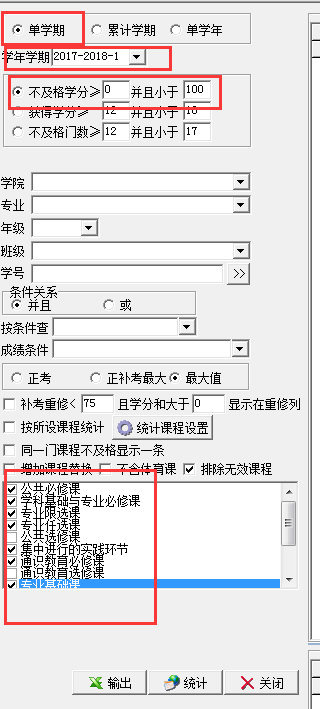 单学期 累计学期 单学年
学年学期 2017-2018-1
不及格学分≥ 0 并且小于 100
获得学分≥ 12 并且小于 16
不及格门数≥ 12 并且小于 17
学院
专业
年级
班级
学号 >>
条件关系
并且 或
按条件查
成绩条件
正考 正补考最大 最大值
补考重修< 75 且学分和大于 0 显示在重修列
按所设课程统计 统计课程设置
同一门课程不及格显示一条
增加课程替换 不含体育课 排除无效课程
公共必修课
学科基础与专业必修课
专业限选课
专业任选课
公共选修课
集中进行的实践环节
通识教育必修课
通识教育选修课
专业基础课
输出 统计 关闭